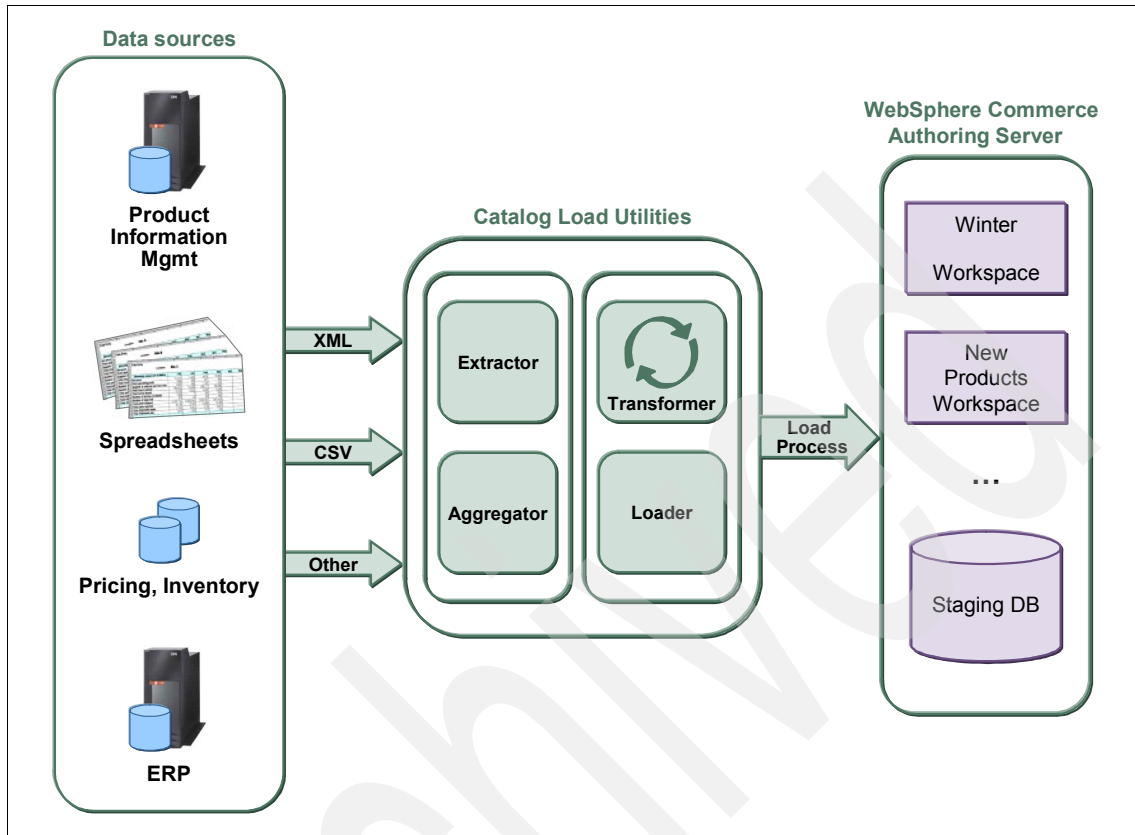 Data sources
Product
Information
Mgmt
Spreadsheets
Pricing, Inventory
ERP
XML
CSV
Other
Catalog Load Utilities
Extractor
Aggregator
Transformer
Loader
Load
Process
WebSphere Commerce
Authoring Server
Winter
Workspace
New
Products
Workspace
...
Staging DB